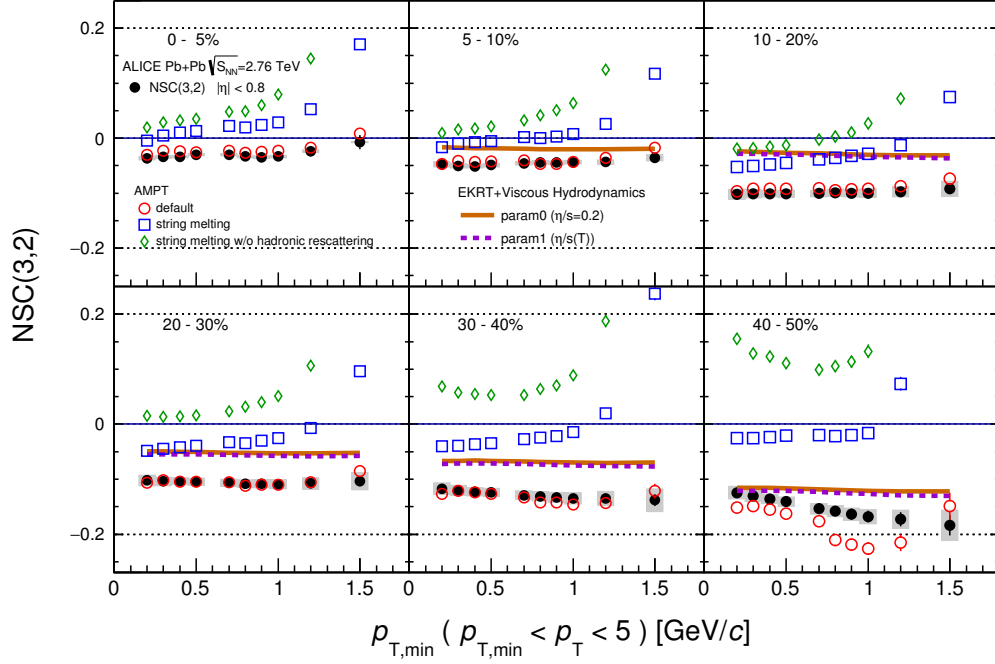 0 - 5%
5 - 10%
10 - 20%
ALICE Pb+Pb √S_NN=2.76 TeV
NSC(3,2) |η| < 0.8
AMPT
default
string melting
string melting w/o hadronic rescattering
EKRT+Viscous Hydrodynamics
param0 (η/s=0.2)
param1 (η/s(T))
0.2
0
−0.2
20 - 30%
30 - 40%
40 - 50%
0.2
0
−0.2
0 0.5 1 1.5 0 0.5 1 1.5 0 0.5 1 1.5
NSC(3,2)
p_T,min ( p_T,min < p_T < 5 ) [GeV/c]